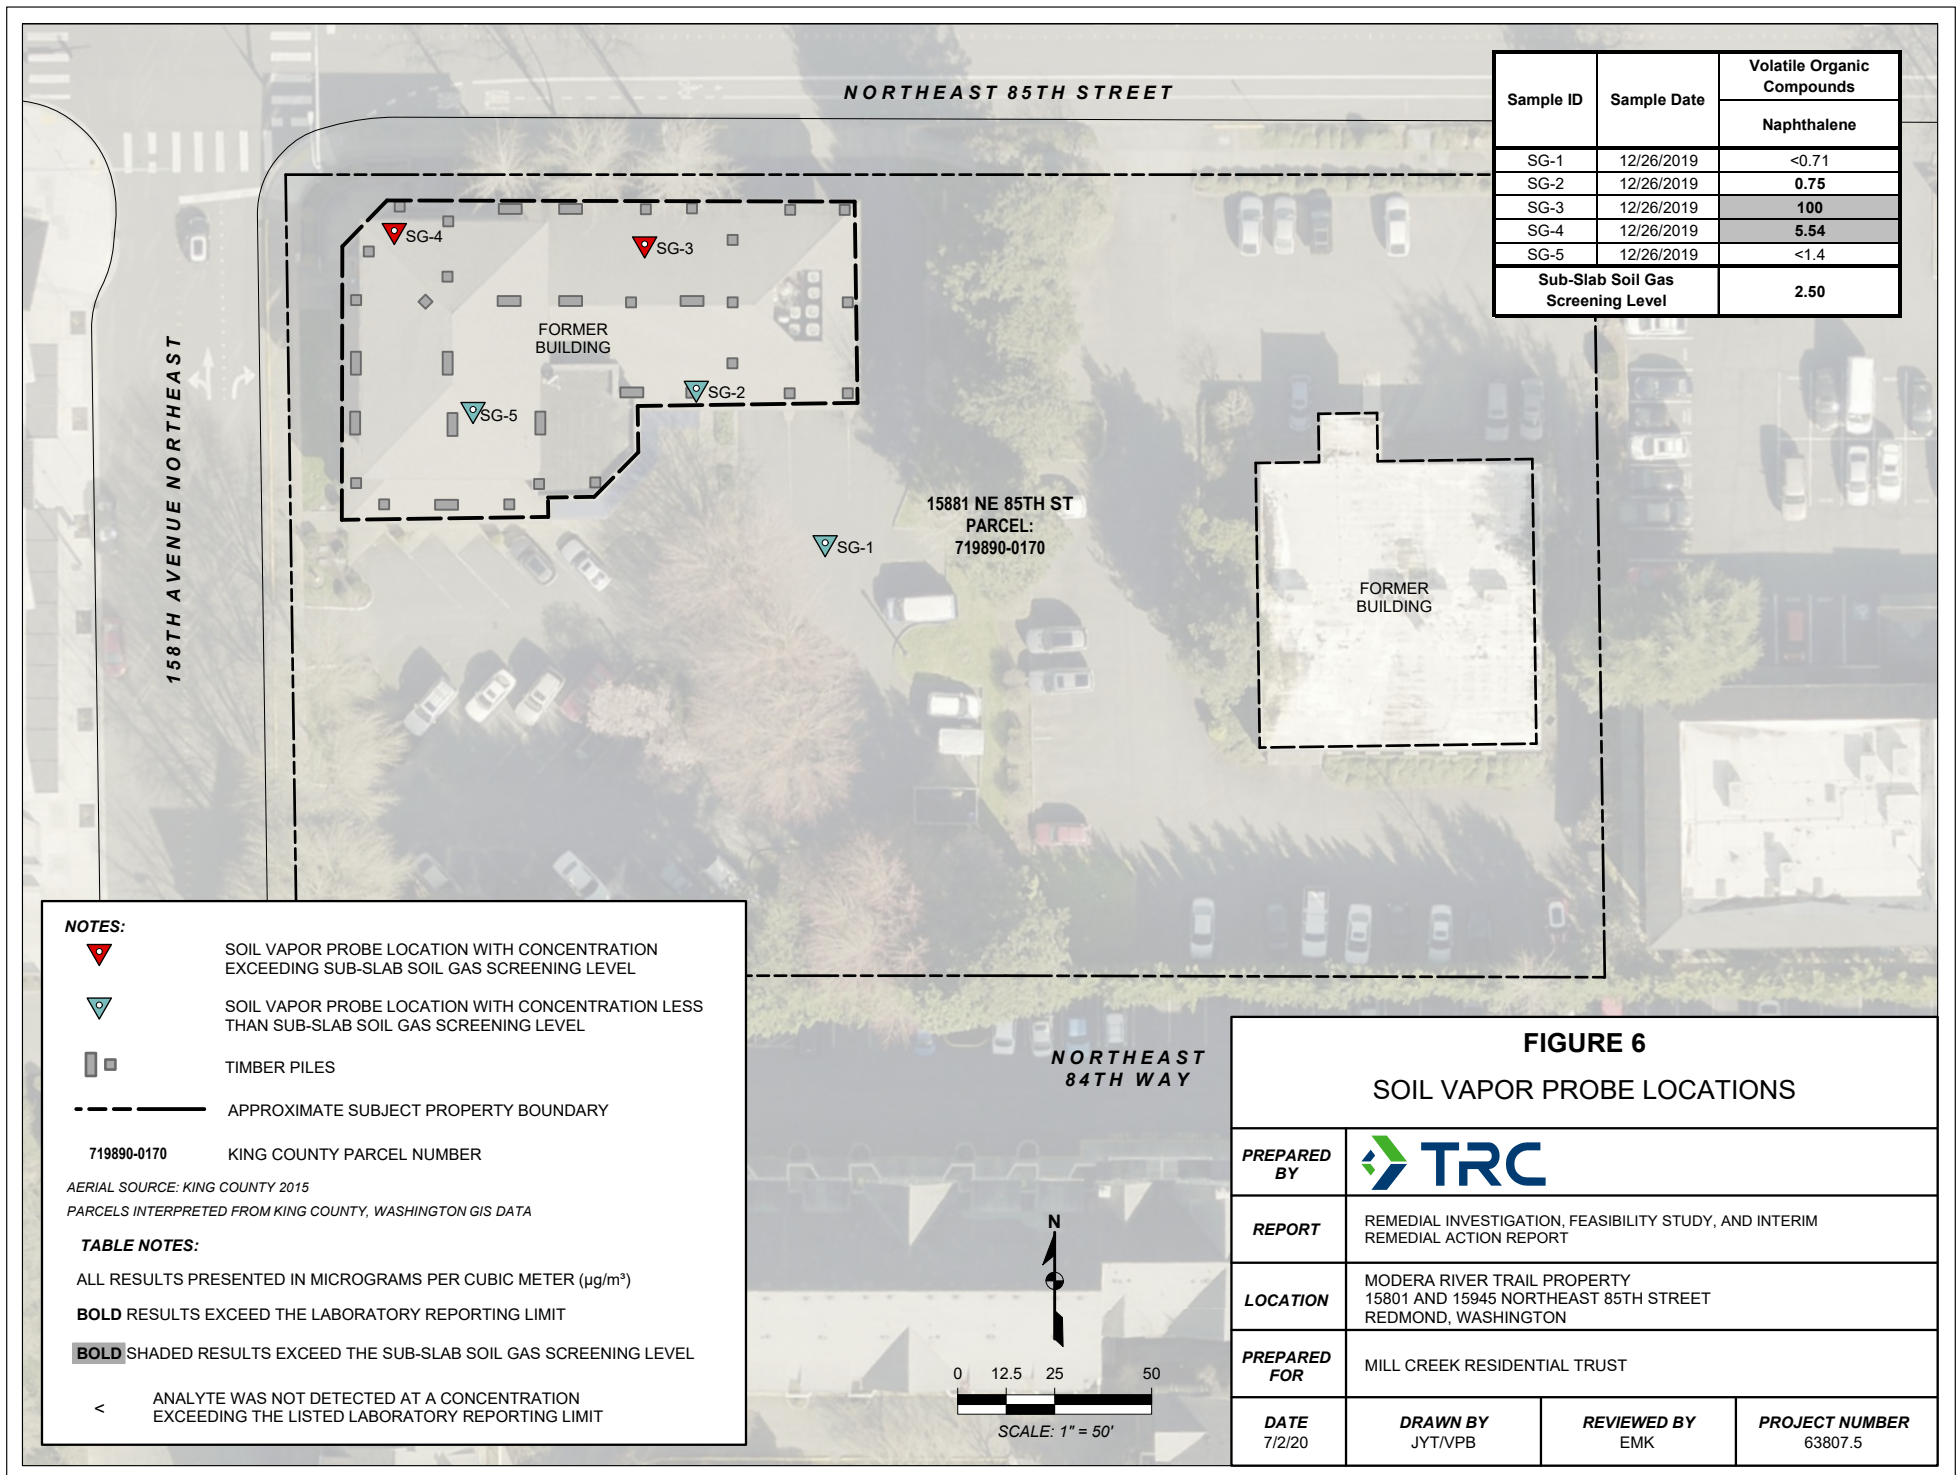 NORTHEAST 85TH STREET
Sample ID Sample Date Volatile Organic Compounds
Naphthalene
SG-1 12/26/2019 <0.71
SG-2 12/26/2019 0.75
SG-3 12/26/2019 100
SG-4 12/26/2019 5.54
SG-5 12/26/2019 <1.4
Sub-Slab Soil Gas Screening Level 2.50
SG-4
SG-3
FORMER
BUILDING
SG-2
SG-5
158TH AVENUE NORTHEAST
15881 NE 85TH ST
PARCEL:
719890-0170
SG-1
FORMER
BUILDING
NOTES:
SOIL VAPOR PROBE LOCATION WITH CONCENTRATION
EXCEEDING SUB-SLAB SOIL GAS SCREENING LEVEL
SOIL VAPOR PROBE LOCATION WITH CONCENTRATION LESS
THAN SUB-SLAB SOIL GAS SCREENING LEVEL
TIMBER PILES
APPROXIMATE SUBJECT PROPERTY BOUNDARY
719890-0170 KING COUNTY PARCEL NUMBER
AERIAL SOURCE: KING COUNTY 2015
PARCELS INTERPRETED FROM KING COUNTY, WASHINGTON GIS DATA
TABLE NOTES:
ALL RESULTS PRESENTED IN MICROGRAMS PER CUBIC METER (µg/m³)
BOLD RESULTS EXCEED THE LABORATORY REPORTING LIMIT
BOLD SHADED RESULTS EXCEED THE SUB-SLAB SOIL GAS SCREENING LEVEL
< ANALYTE WAS NOT DETECTED AT A CONCENTRATION
EXCEEDING THE LISTED LABORATORY REPORTING LIMIT
NORTHEAST
84TH WAY
N
0 12.5 25 50
SCALE: 1" = 50'
FIGURE 6
SOIL VAPOR PROBE LOCATIONS
PREPARED BY TRC
REPORT REMEDIAL INVESTIGATION, FEASIBILITY STUDY, AND INTERIM
REMEDIAL ACTION REPORT
LOCATION MODERA RIVER TRAIL PROPERTY
15801 AND 15945 NORTHEAST 85TH STREET
REDMOND, WASHINGTON
PREPARED FOR MILL CREEK RESIDENTIAL TRUST
DATE DRAWN BY REVIEWED BY PROJECT NUMBER
7/2/20 JYT/VPB EMK 63807.5